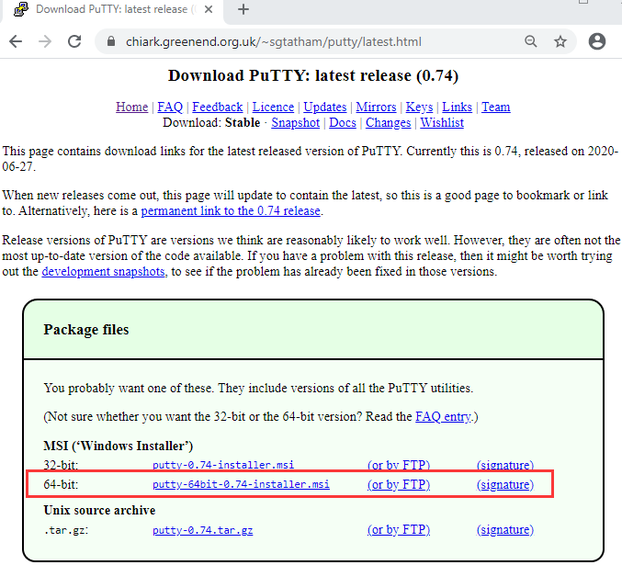 Download PuTTY: latest release (
chiark.greenend.org.uk/~sgtatham/putty/latest.html
Download PuTTY: latest release (0.74)
Home | FAQ | Feedback | Licence | Updates | Mirrors | Keys | Links | Team
Download: Stable · Snapshot | Docs | Changes | Wishlist
This page contains download links for the latest released version of PuTTY. Currently this is 0.74, released on 2020-
06-27.
When new releases come out, this page will update to contain the latest, so this is a good page to bookmark or link
to. Alternatively, here is a permanent link to the 0.74 release.
Release versions of PuTTY are versions we think are reasonably likely to work well. However, they are often not the
most up-to-date version of the code available. If you have a problem with this release, then it might be worth trying
out the development snapshots, to see if the problem has already been fixed in those versions.
Package files
You probably want one of these. They include versions of all the PuTTY utilities.
(Not sure whether you want the 32-bit or the 64-bit version? Read the FAQ entry.)
MSI (‘Windows Installer’)
32-bit: putty-0.74-installer.msi (or by FTP) (signature)
64-bit: putty-64bit-0.74-installer.msi (or by FTP) (signature)
Unix source archive
.tar.gz: putty-0.74.tar.gz (or by FTP) (signature)